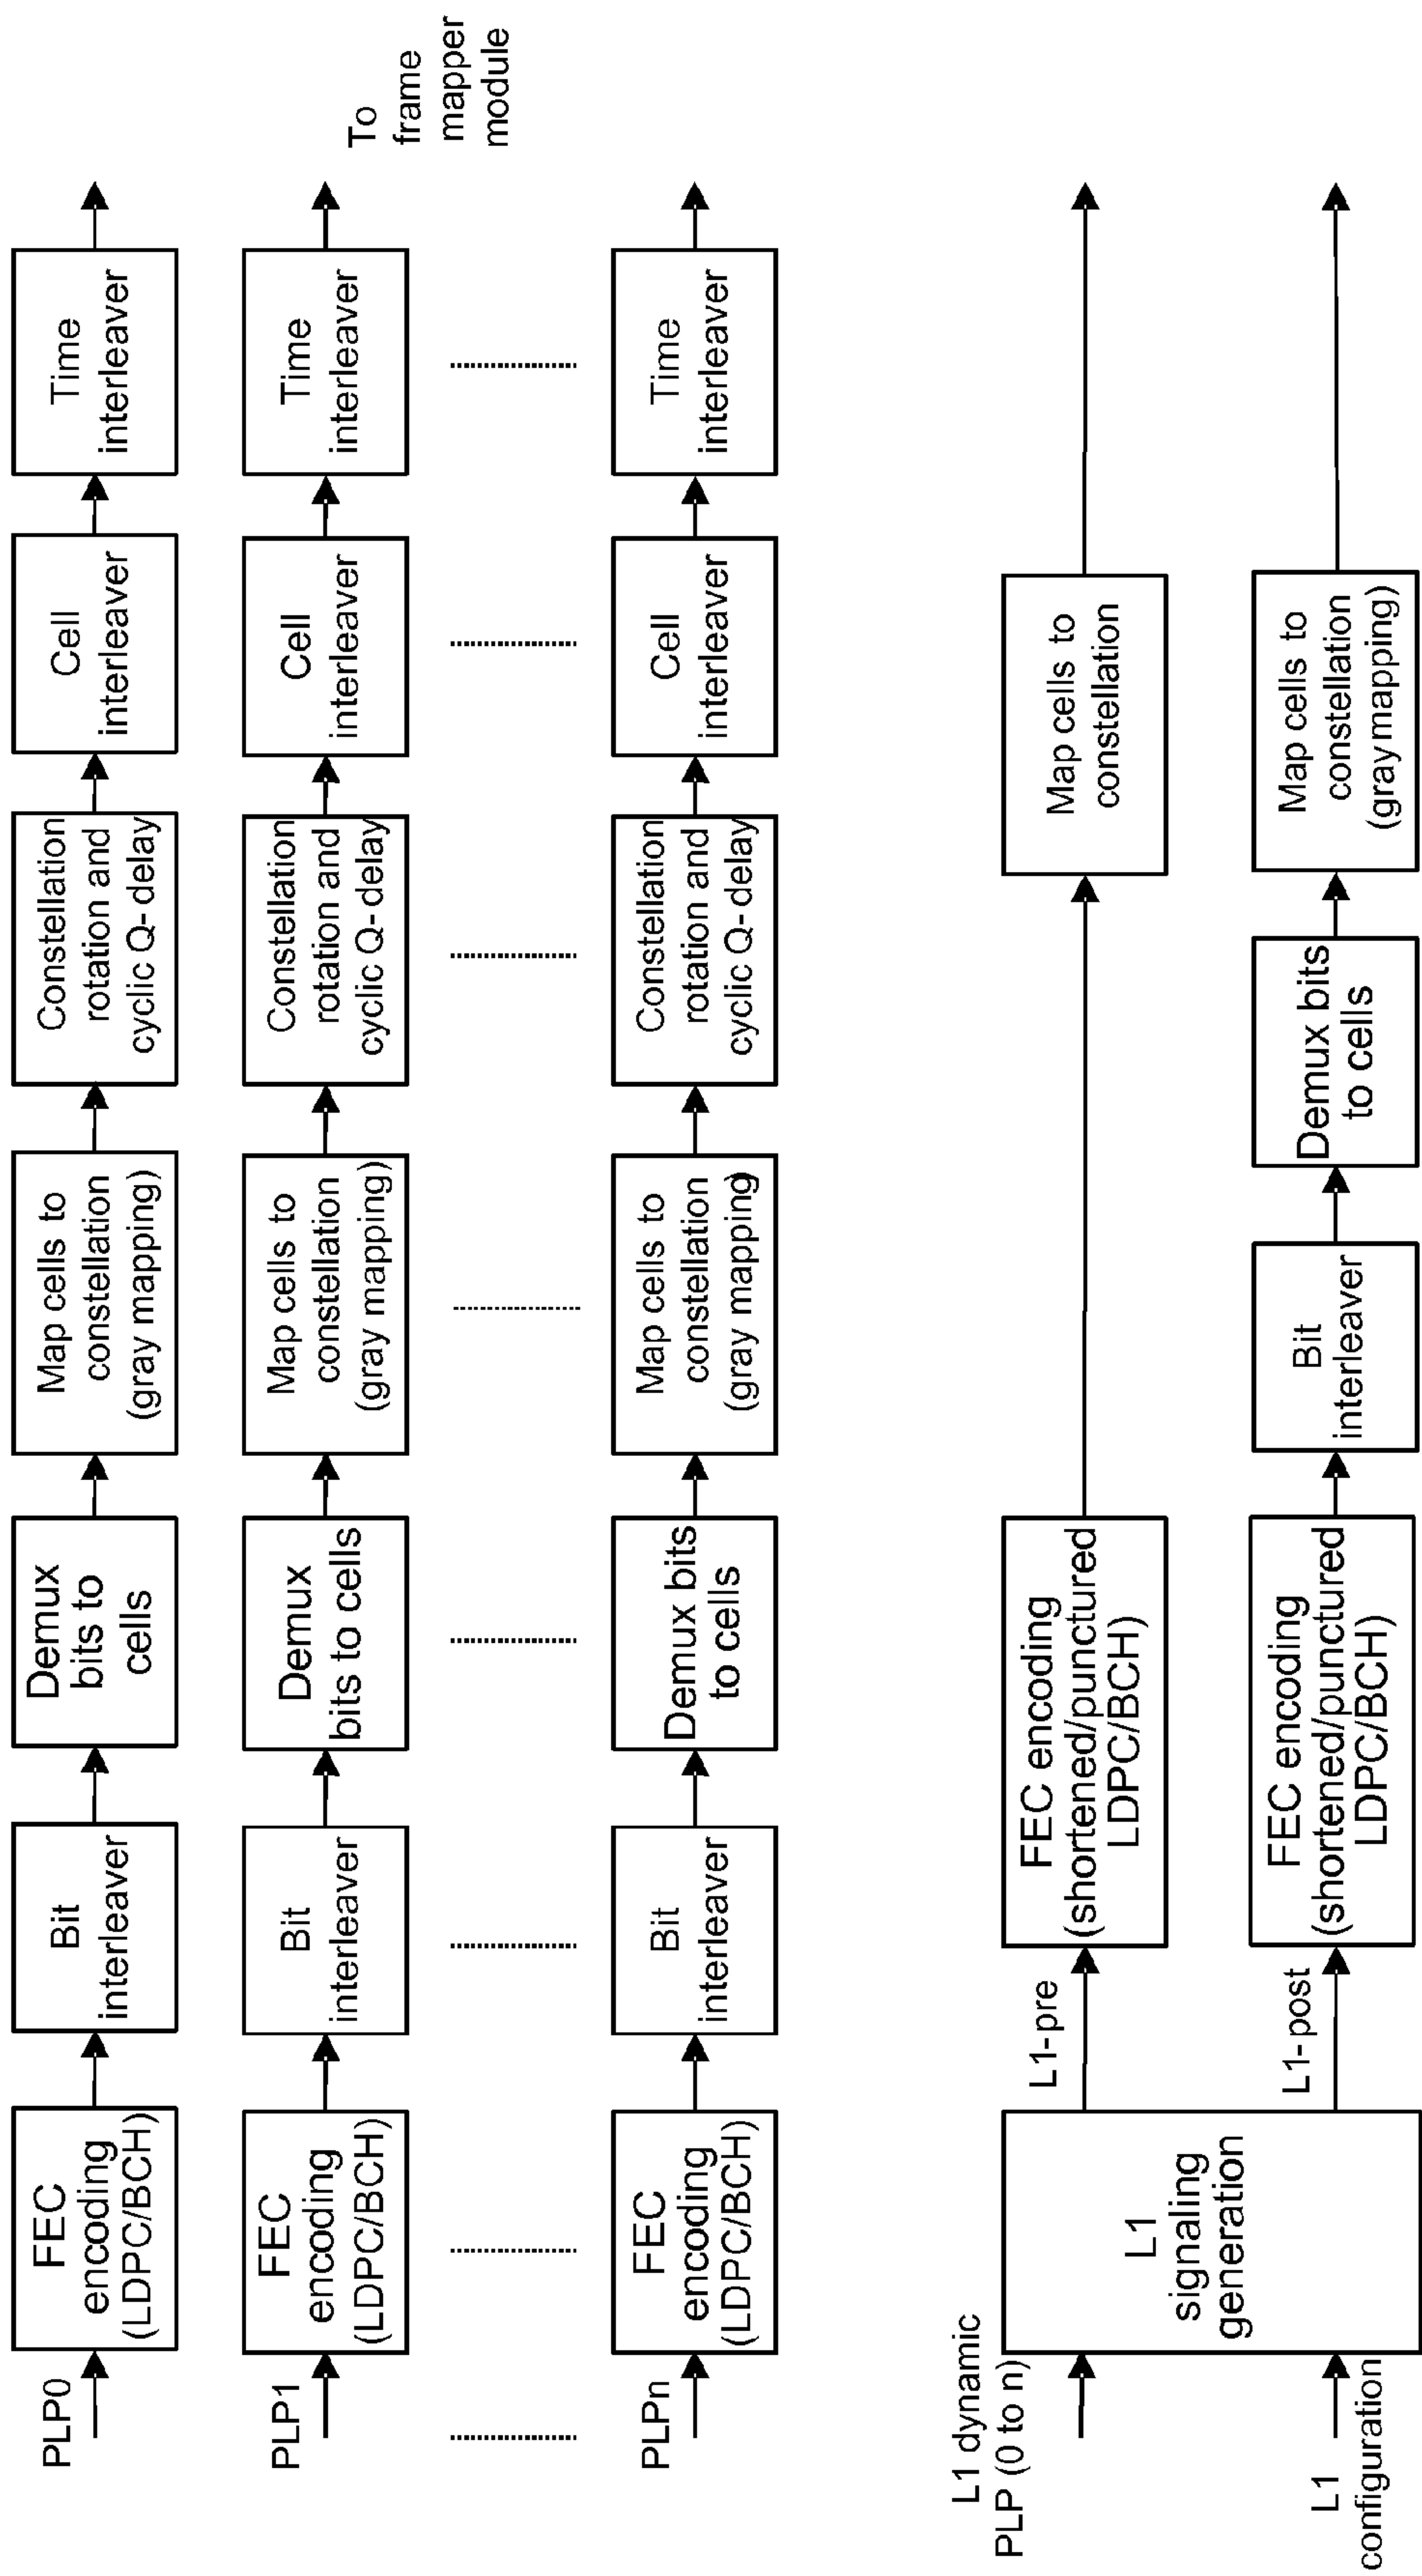 PLP0
FEC
encoding
(LDPC/BCH)
Bit
interleaver
Demux
bits to
cells
Map cells to
constellation
(gray mapping)
Constellation
rotation and
cyclic Q-delay
Cell
interleaver
Time
interleaver
PLP1
FEC
encoding
(LDPC/BCH)
Bit
interleaver
Demux
bits to cells
Map cells to
constellation
(gray mapping)
Constellation
rotation and
cyclic Q-delay
Cell
interleaver
Time
interleaver
To
frame
mapper
module
PLPn
FEC
encoding
(LDPC/BCH)
Bit
interleaver
Demux bits
to cells
Map cells to
constellation
(gray mapping)
Constellation
rotation and
cyclic Q-delay
Cell
interleaver
Time
interleaver
L1 dynamic
PLP (0 to n)
L1
configuration
L1
signaling
generation
L1-pre
FEC encoding
(shortened/punctured
LDPC/BCH)
Map cells to
constellation
L1-post
FEC encoding
(shortened/punctured
LDPC/BCH)
Bit
interleaver
Demux bits
to cells
Map cells to
constellation
(gray mapping)